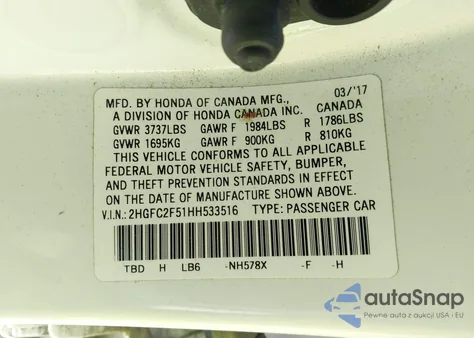 MFD. BY HONDA OF CANADA MFG., 03/'17
A DIVISION OF HONDA CANADA INC. CANADA
GVWR 3737LBS GAWR F 1984LBS R 1786LBS
GVWR 1695KG GAWR F 900KG R 810KG
THIS VEHICLE CONFORMS TO ALL APPLICABLE
FEDERAL MOTOR VEHICLE SAFETY, BUMPER,
AND THEFT PREVENTION STANDARDS IN EFFECT
ON THE DATE OF MANUFACTURE SHOWN ABOVE.
V.I.N.: 2HGFC2F51HH533516 TYPE: PASSENGER CAR
TBD H LB6 -NH578X -F -H
autoSnap
Pewne auta z USA i EU